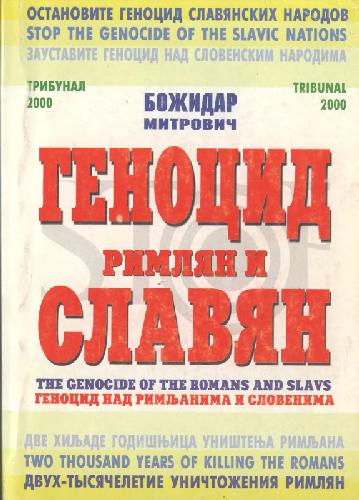 ОСТАНОВИТЕ ГЕНОЦИД СЛАВЯНСКИХ НАРОДОВ
STOP THE GENOCIDE OF THE SLAVIC NATIONS
ЗАУСТАВИТЕ ГЕНОЦИД НАД СЛОВЕНСКИМ НАРОДИМА
ТРИБУНАЛ TRIBUNAL
2000 2000
БОЖИДАР
МИТРОВИЧ
ГЕНОЦИД
РИМЛЯН И
СЛАВЯН
THE GENOCIDE OF THE ROMANS AND SLAVS
ГЕНОЦИД НАД РИМЉАНИМА И СЛОВЕНИМА
ДВЕ ХИЉАДЕ ГОДИШЊИЦА УНИШТЕЊА РИМЉАНА
TWO THOUSAND YEARS OF KILLING THE ROMANS
ДВУХ-ТЫСЯЧЕЛЕТИЕ УНИЧТОЖЕНИЯ РИМЛЯН